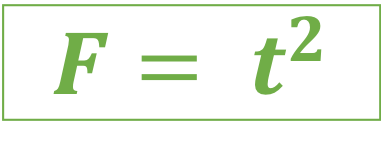 F = t²